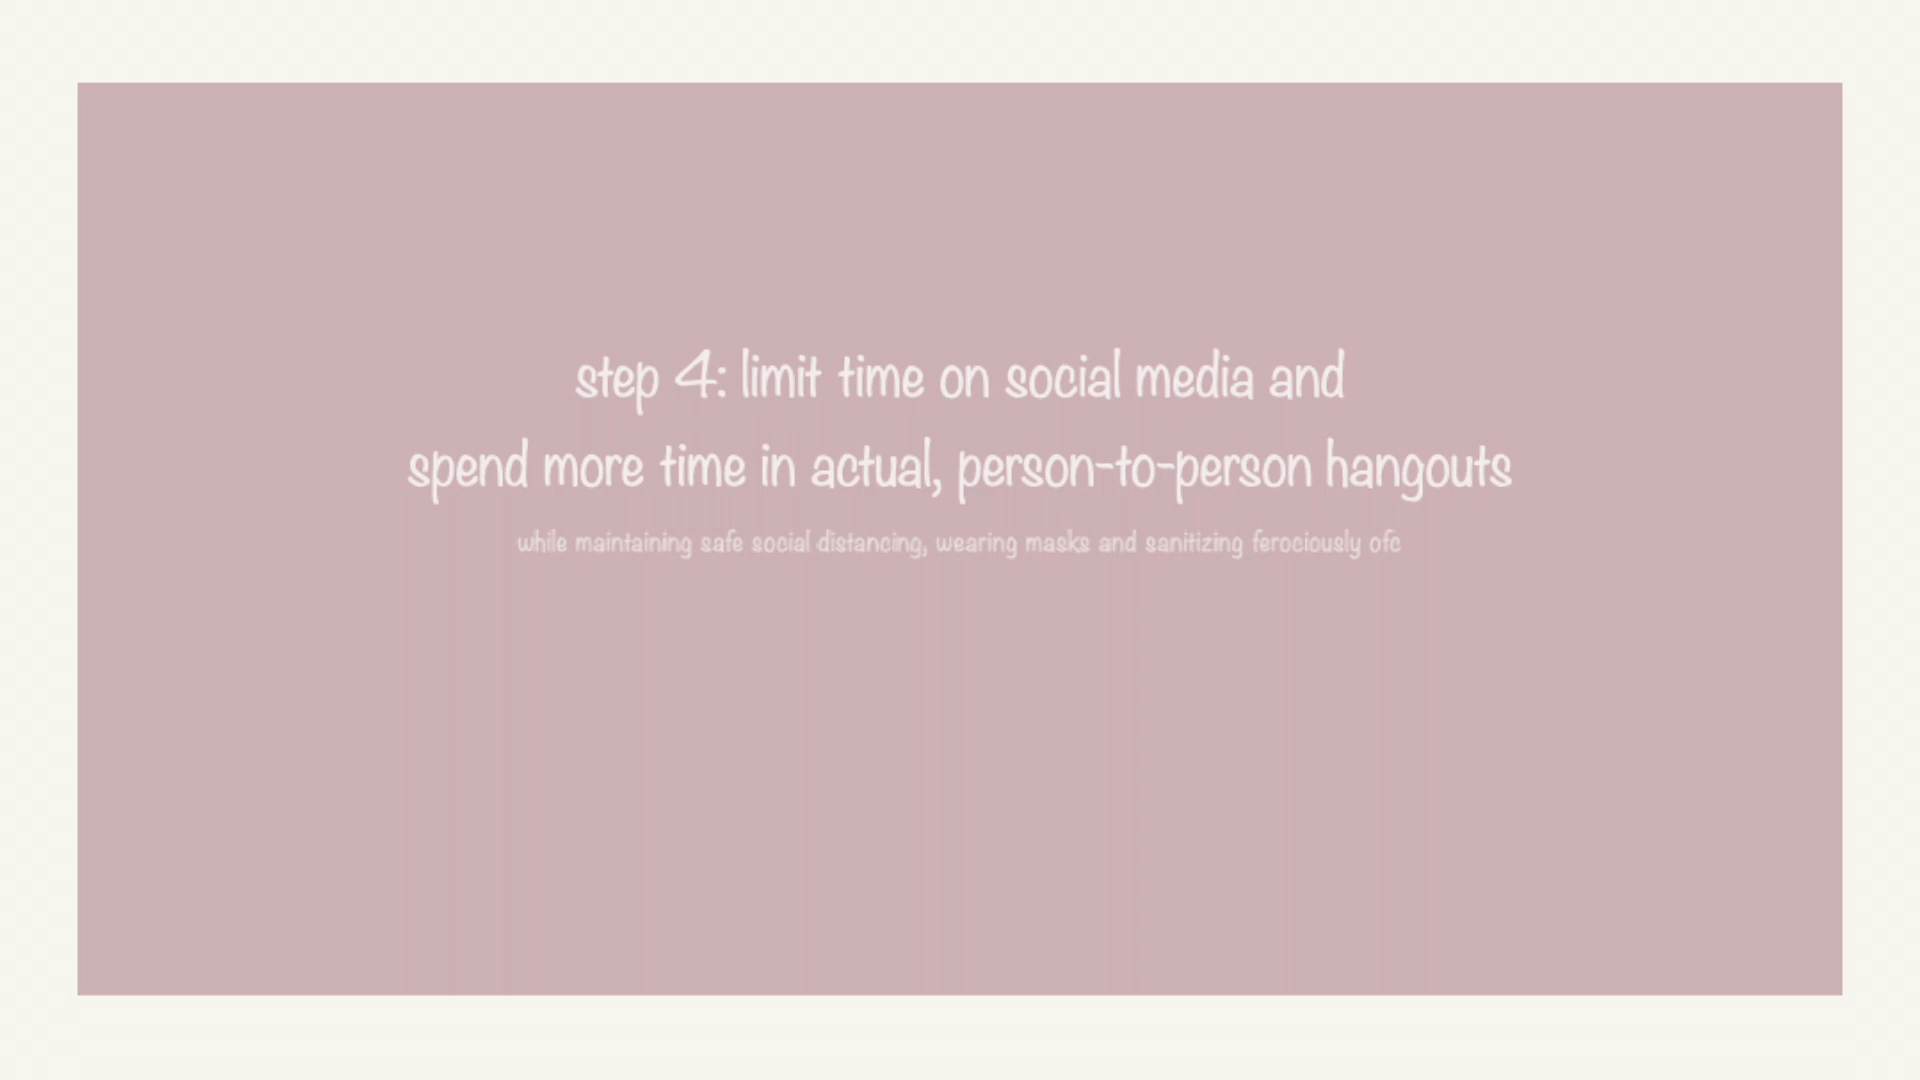 step 4: limit time on social media and
spend more time in actual, person-to-person hangouts
while maintaining safe social distancing, wearing masks and sanitizing ferociously ofc